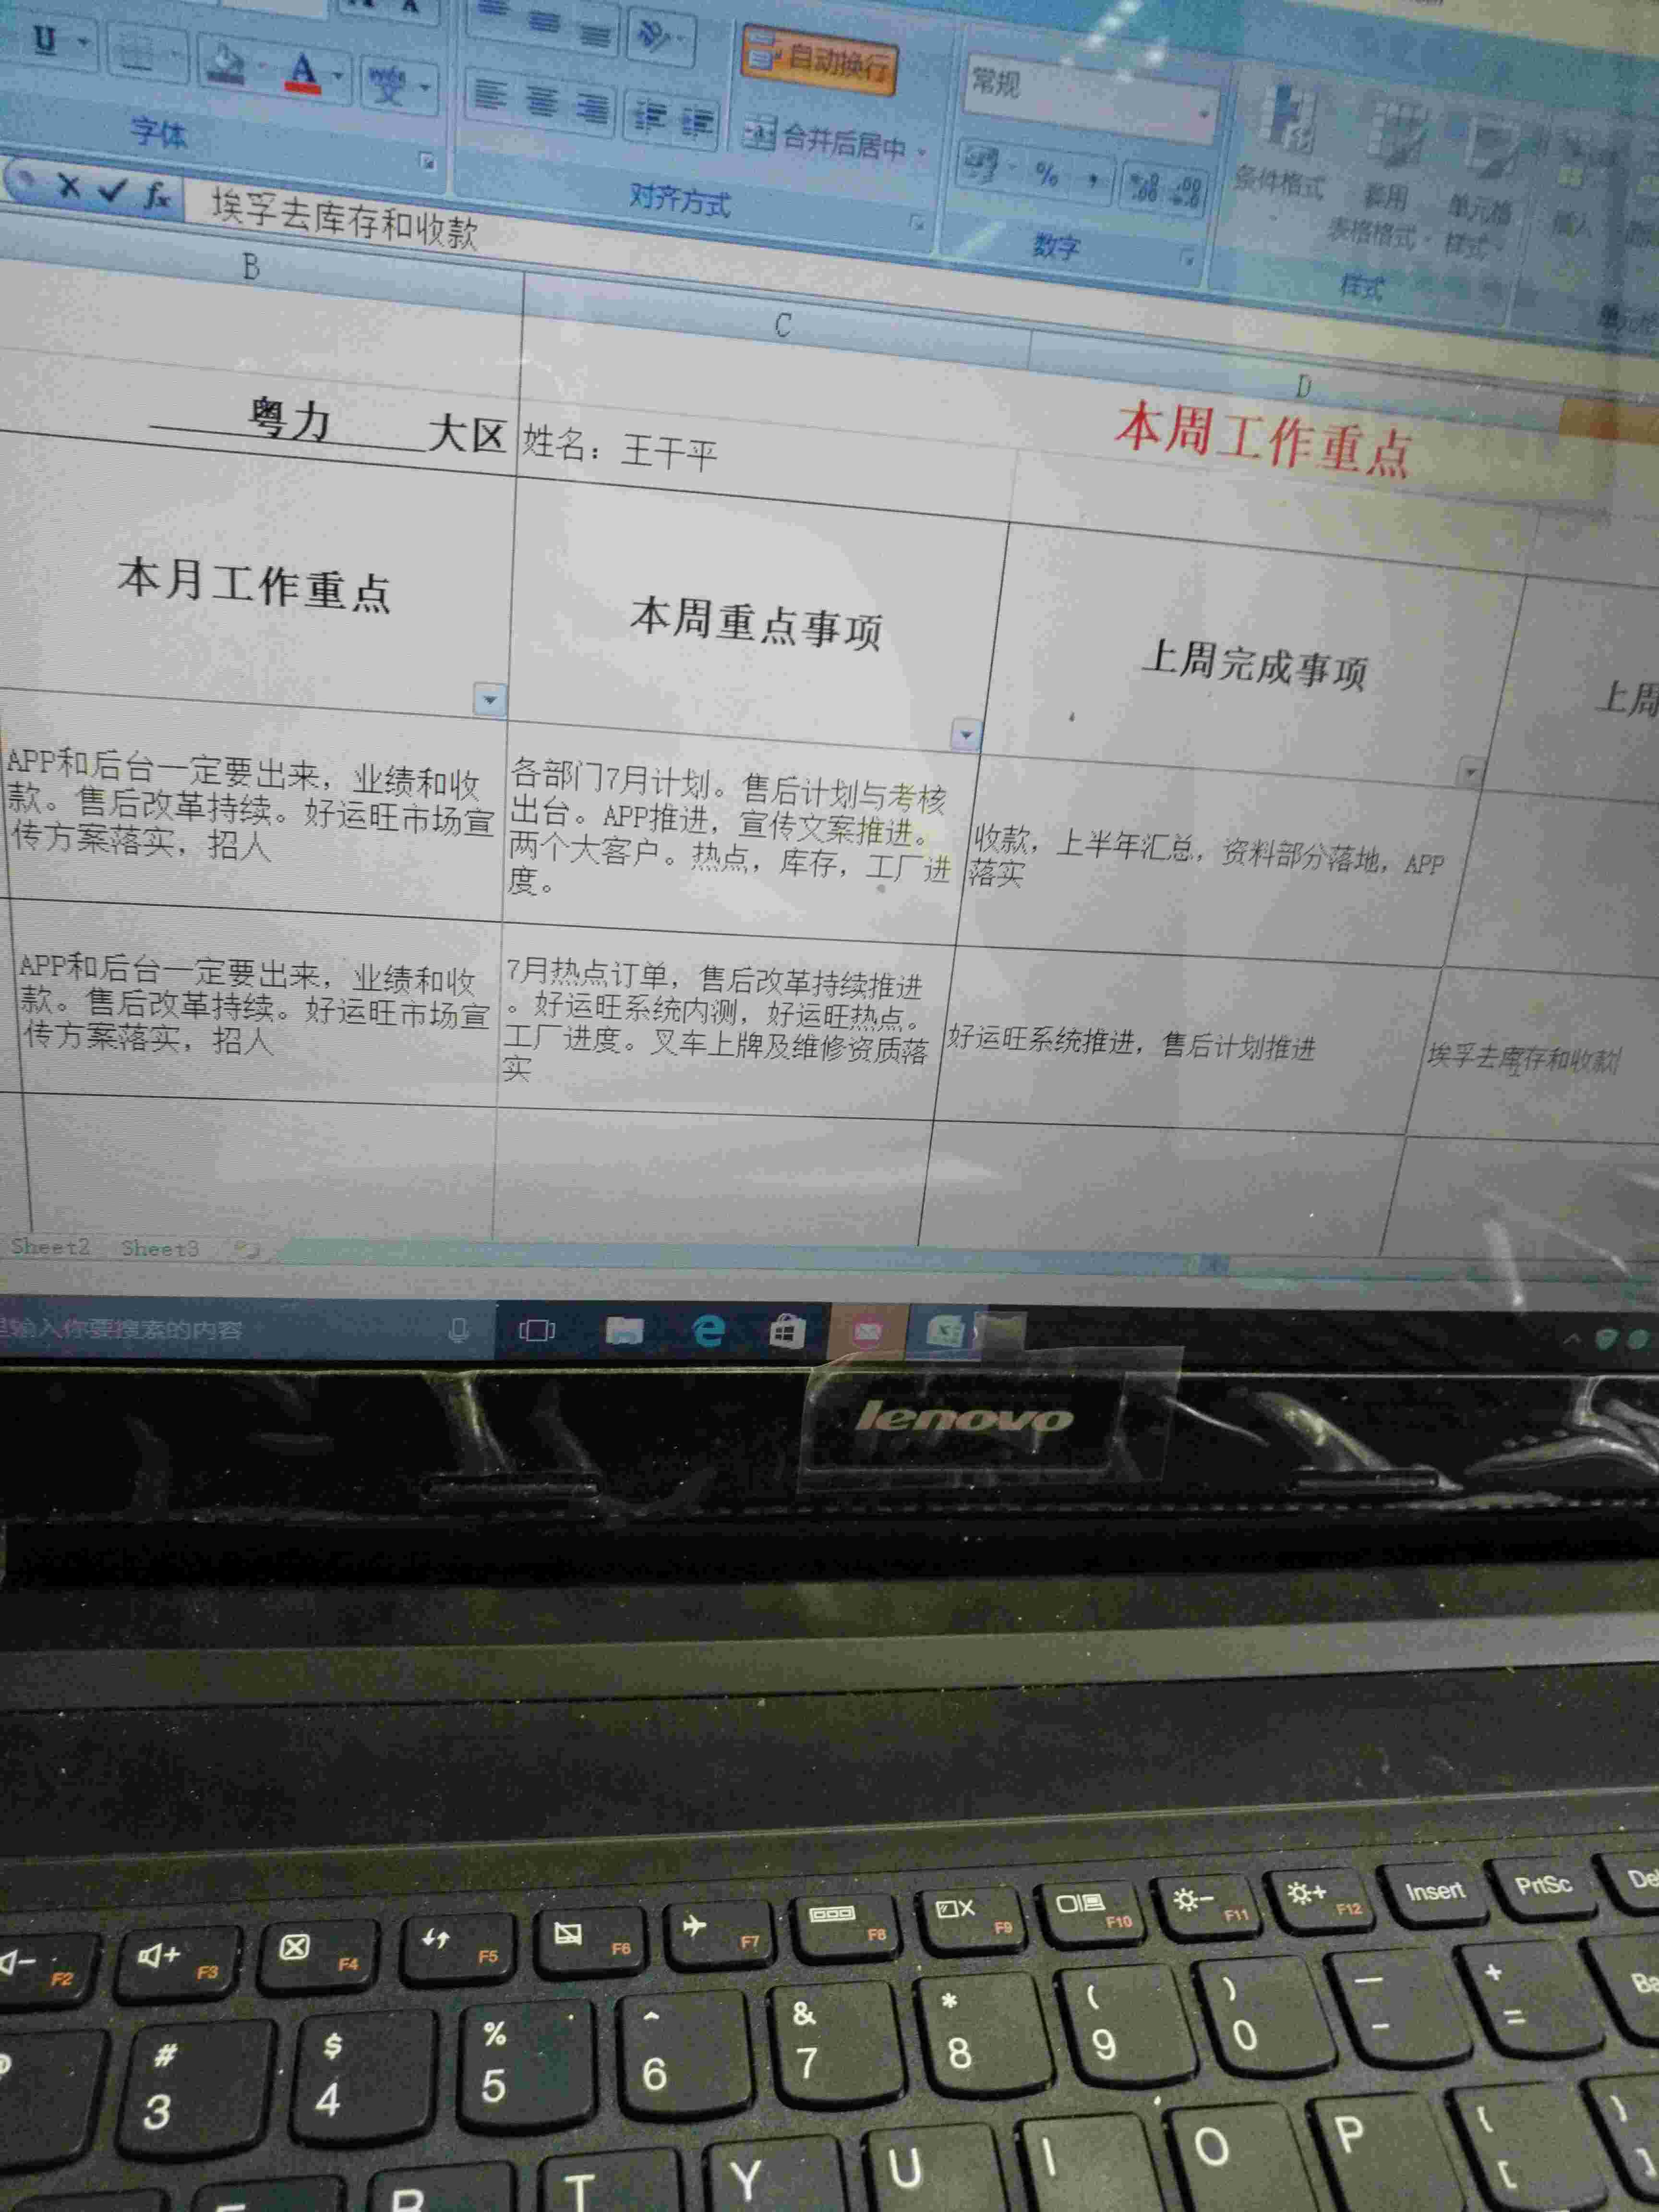 U
A
自动换行
常规
wén
文
合并后居中
%
,
条件格式
套用
表格格式
单元格
样式
插入
字体
对齐方式
数字
样式
fx
埃孚去库存和收款
B
C
D
粤力
大区
姓名：王干平
本周工作重点
本月工作重点
本周重点事项
上周完成事项
上周
APP和后台一定要出来，业绩和收
款。售后改革持续。好运旺市场宣
传方案落实，招人
各部门7月计划。售后计划与考核
出台。APP推进，宣传文案推进。
两个大客户。热点，库存，工厂进
度。
收款，上半年汇总，资料部分落地，APP
落实
APP和后台一定要出来，业绩和收
款。售后改革持续。好运旺市场宣
传方案落实，招人
7月热点订单，售后改革持续推进
。好运旺系统内测，好运旺热点。
工厂进度。叉车上牌及维修资质落
实
好运旺系统推进，售后计划推进
埃孚去库存和收款
Sheet2 Sheet3
输入你要搜索的内容
lenovo
F2 F3 F4 F5 F6 F7 F8 F9 F10 F11 F12 Insert PrtSc De
# $ % ^ & * ( ) — +
3 4 5 6 7 8 9 0 - = Ba
R T Y U I O P { [ } ]